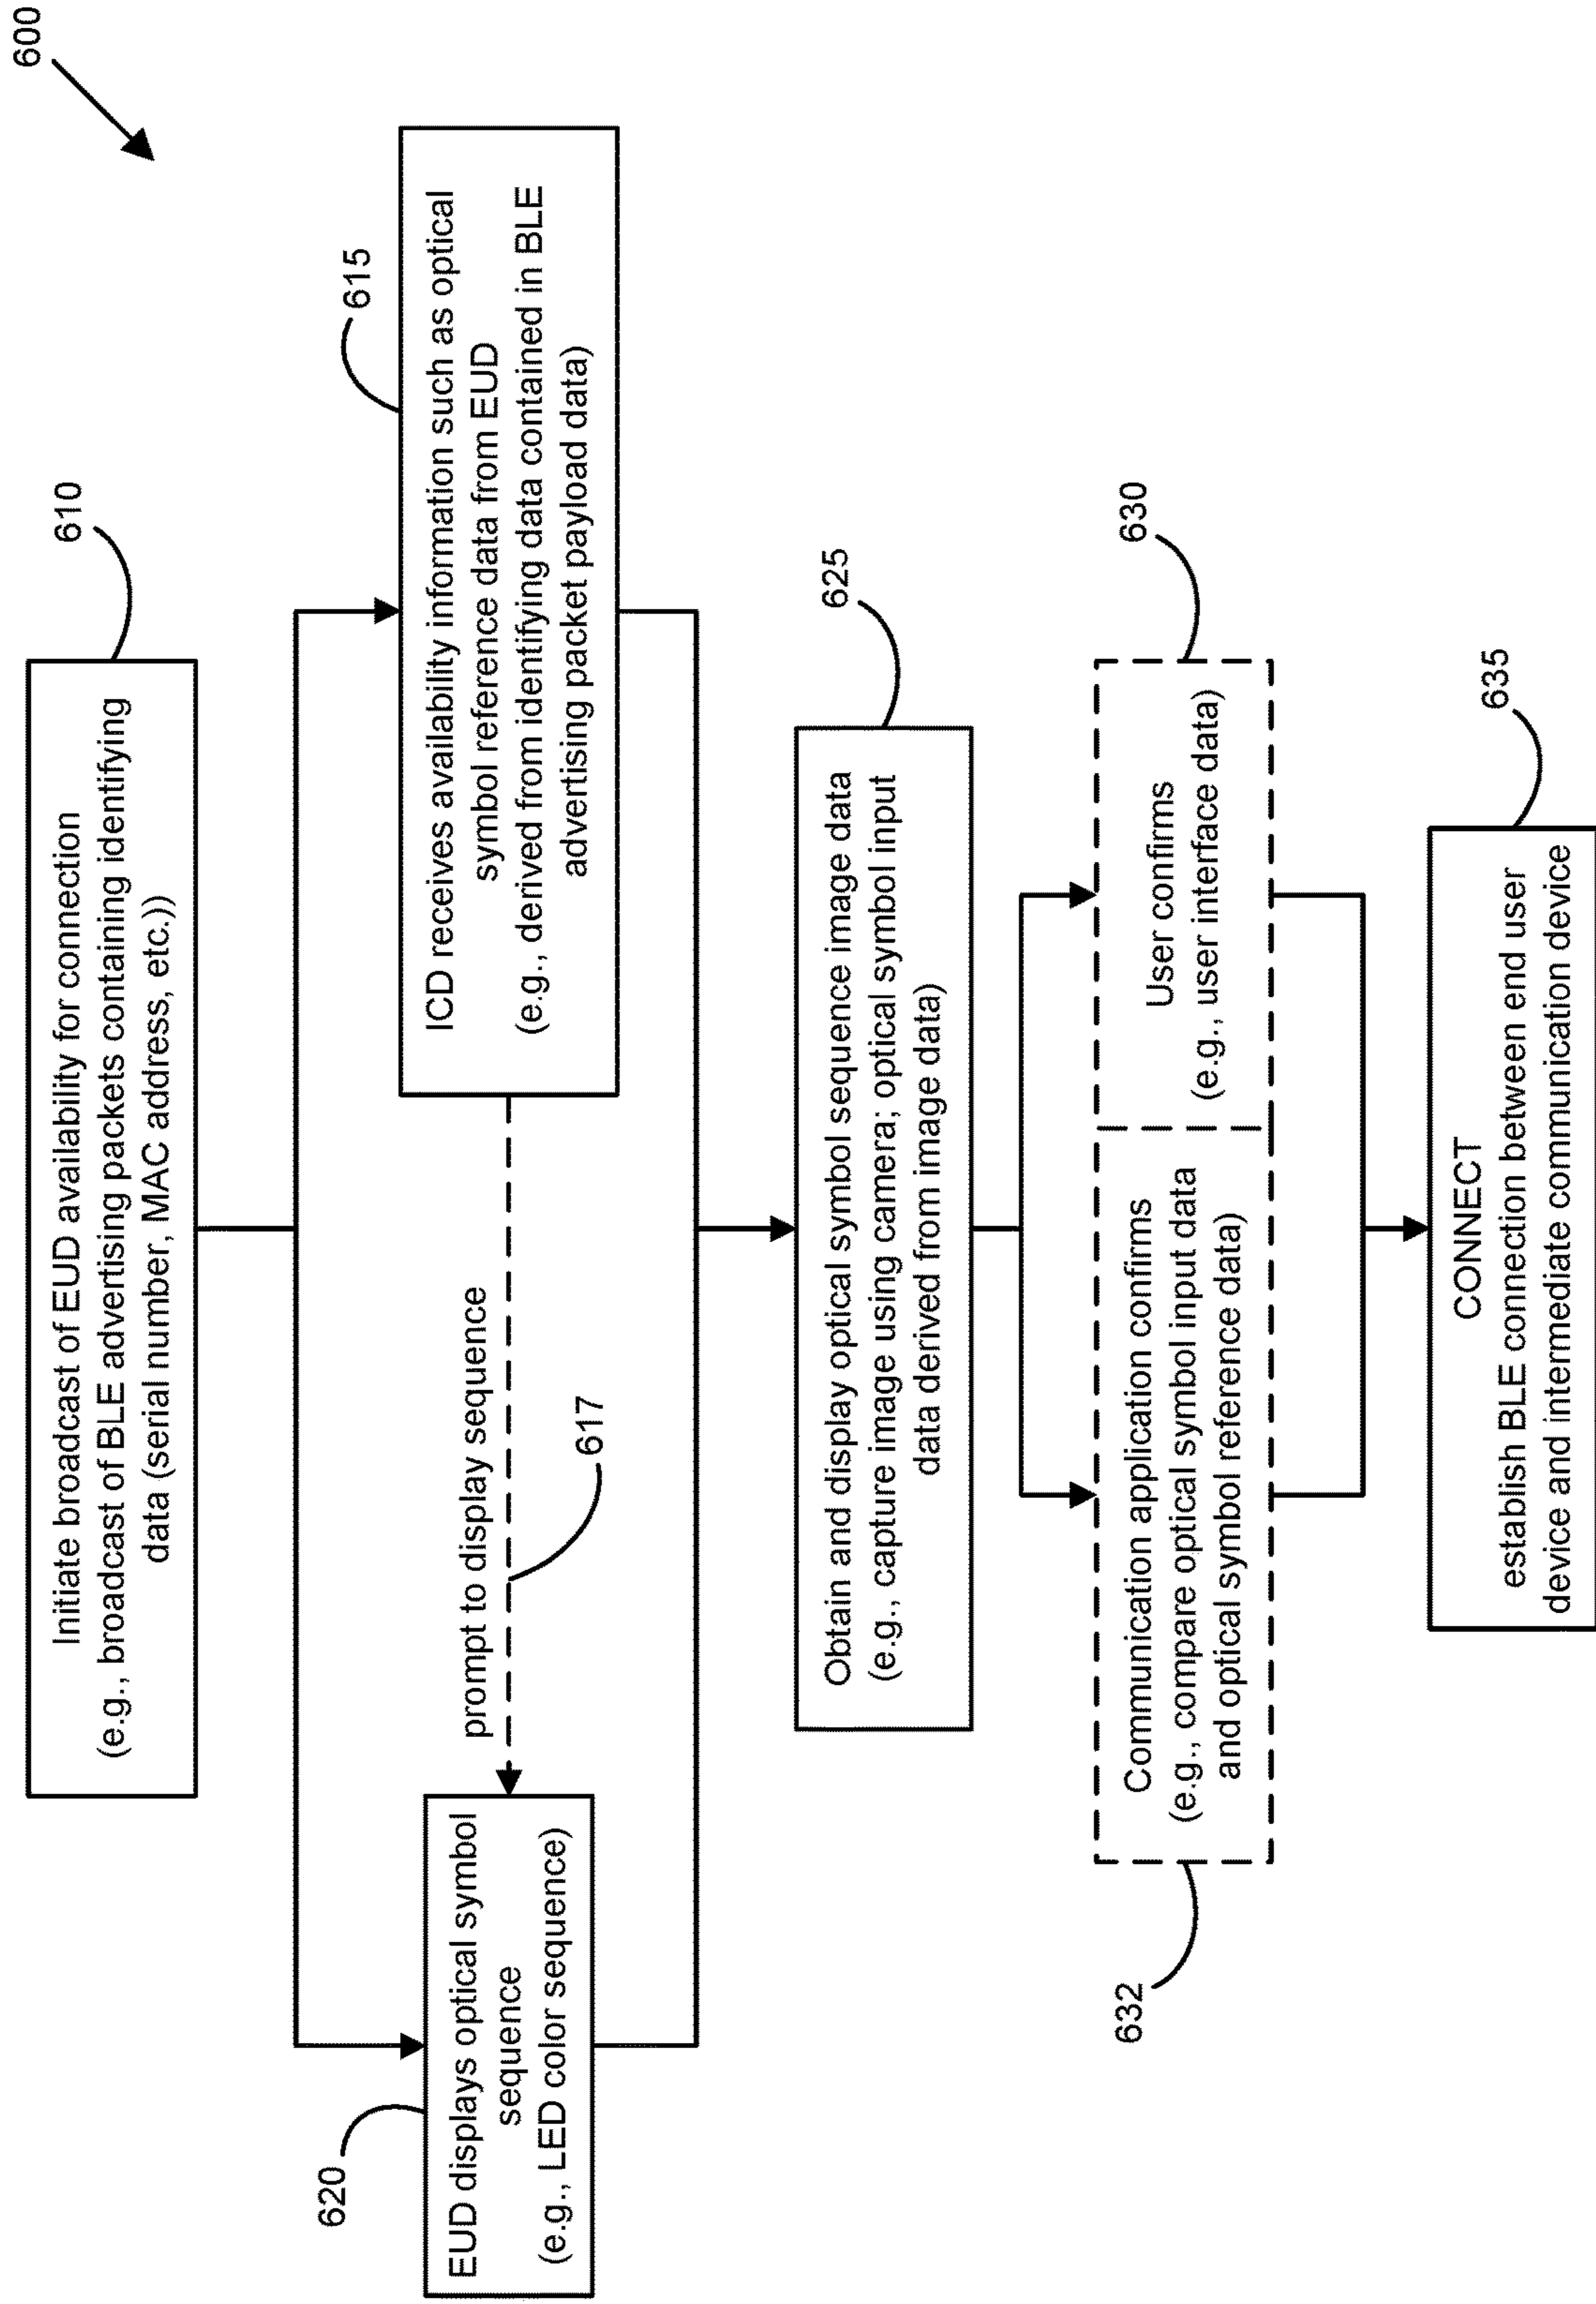 600
610
Initiate broadcast of EUD availability for connection
(e.g., broadcast of BLE advertising packets containing identifying
data (serial number, MAC address, etc.))
620
EUD displays optical symbol
sequence
(e.g., LED color sequence)
prompt to display sequence
617
615
ICD receives availability information such as optical
symbol reference data from EUD
(e.g., derived from identifying data contained in BLE
advertising packet payload data)
625
Obtain and display optical symbol sequence image data
(e.g., capture image using camera; optical symbol input
data derived from image data)
632
Communication application confirms
(e.g., compare optical symbol input data
and optical symbol reference data)
630
User confirms
(e.g., user interface data)
635
CONNECT
establish BLE connection between end user
device and intermediate communication device